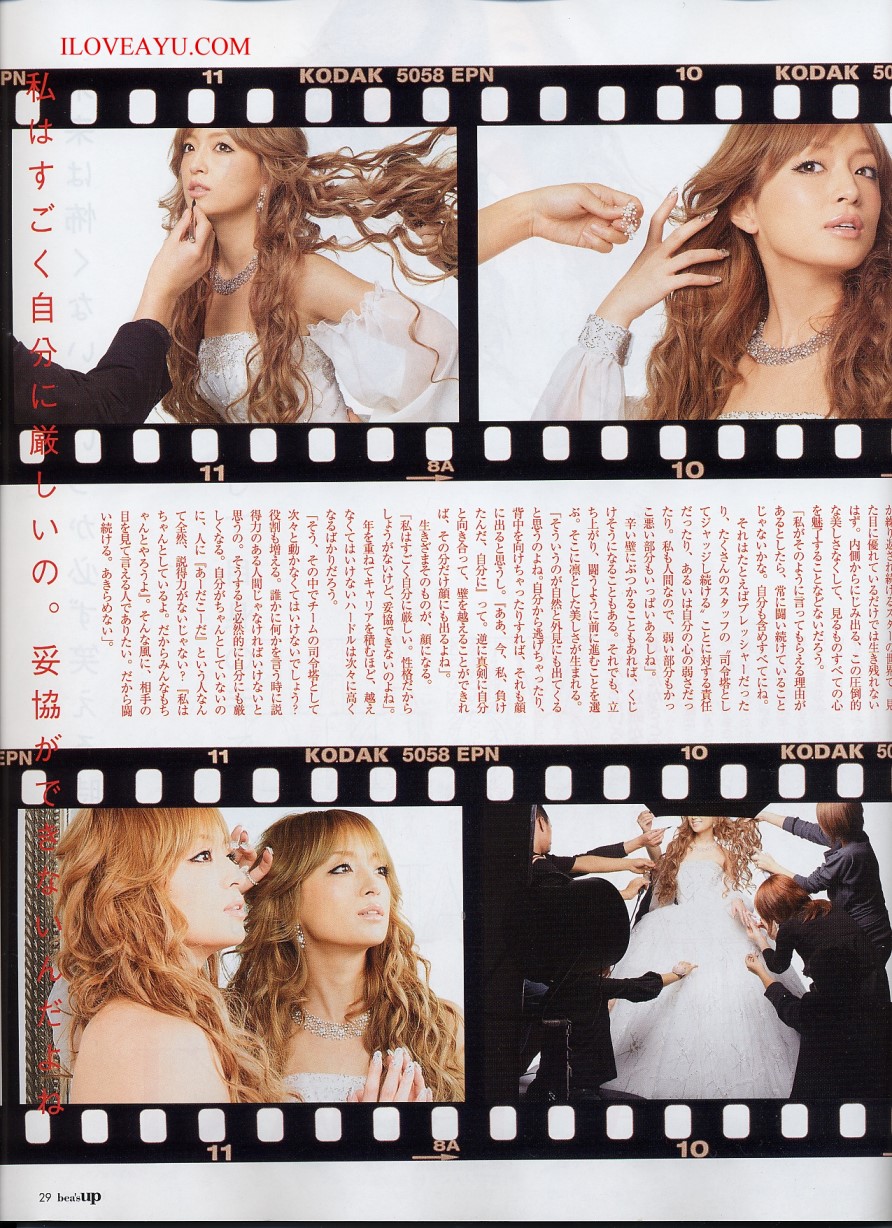 ILOVEAYU.COM
PN 11 KODAK 5058 EPN 10 KODAK 50
私はすごく自分に厳しいの。妥協ができないんだよね
11 8A 10
た目に優れているだけでは生き残れない
はず。内側からにじみ出る、この圧倒的
な美しさなくして、見るものすべての心
を魅了することなどないだろう。
「私がそのように言ってもらえる理由が
あるとしたら、常に闘い続けていること
じゃないかな。自分も含めすべてにね。
それはたとえばプレッシャーだった
り、たくさんのスタッフの〝司令塔とし
てジャッジし続ける〟ことに対する責任
だったり、あるいは自分の心の弱さだっ
たり。私も人間なので、弱い部分もかっ
こ悪い部分もいっぱいあるしね」。
辛い壁にぶつかることもあれば、くじ
けそうになることもある。それでも、立
ち上がり、闘うように前に進むことを選
ぶ。そこに凛とした美しさが生まれる。
「そういうのが自然と外見にも出てくる
と思うのよね。自分から逃げちゃったり、
背中を向けちゃったりすれば、それも顔
に出ると思うし。『ああ、今、私、負け
たんだ、自分に』って。逆に真剣に自分
と向き合って、壁を越えることができれ
ば、その分だけ顔にも出るよね」。
生きざまそのものが、顔になる。
「私はすごく自分に厳しい。性格だから
しょうがないけど、妥協できないのよね」。
年を重ねてキャリアを積むほど、越え
なくてはいけないハードルは次々に高く
なるばかりだろう。
「そう、その中でチームの司令塔として
次々と動かなくてはいけないでしょう？
役割も増える。誰かに何かを言う時に説
得力のある人間じゃなければいけないと
思うの。そうすると必然的に自分にも厳
しくなる。自分がちゃんとしていないの
に、人に『あーだこーだ』という人なん
て全然、説得力がないじゃない？『私は
ちゃんとしているよ。だからみんなもち
ゃんとやろうよ』。そんな風に、相手の
目を見て言える人でありたい。だから闘
い続ける。あきらめない」。
EPN 11 KODAK 5058 EPN 10 KODAK 50
11 8A 10
29 bea'sup